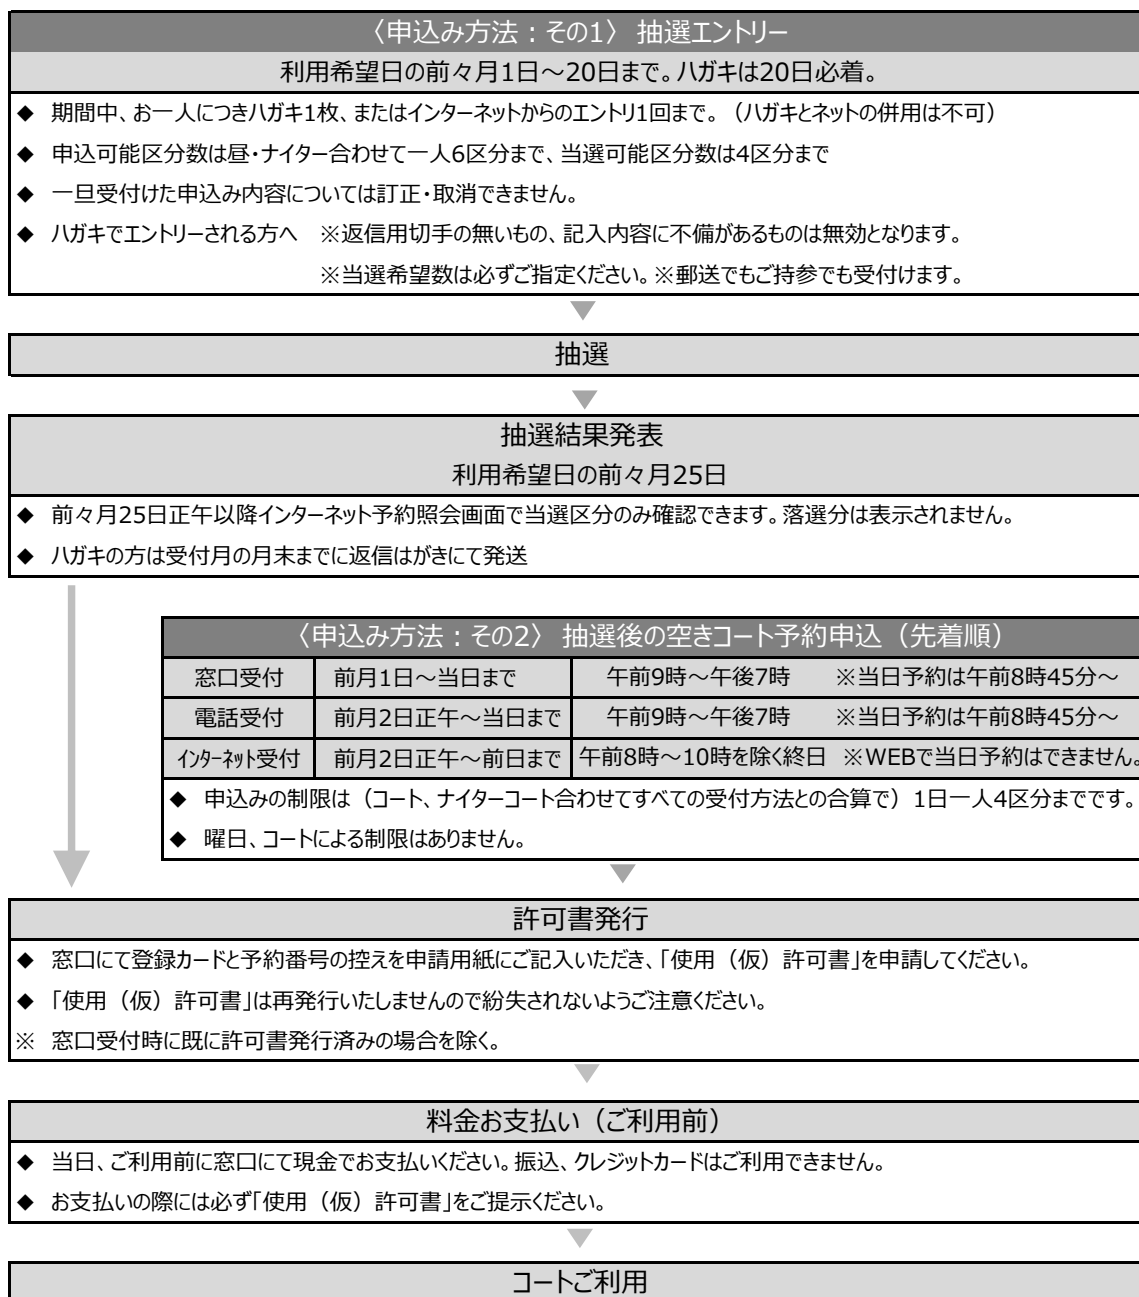 〈申込み方法：その1〉 抽選エントリー
利用希望日の前々月1日～20日まで。ハガキは20日必着。
◆ 期間中、お一人につきハガキ1枚、またはインターネットからのエントリ1回まで。（ハガキとネットの併用は不可）
◆ 申込可能区分数は昼・ナイター合わせて一人6区分まで、当選可能区分数は4区分まで
◆ 一旦受付けた申込み内容については訂正・取消できません。
◆ ハガキでエントリーされる方へ ※返信用切手の無いもの、記入内容に不備があるものは無効となります。
※当選希望数は必ずご指定ください。※郵送でもご持参でも受付けます。
抽選
抽選結果発表
利用希望日の前々月25日
◆ 前々月25日正午以降インターネット予約照会画面で当選区分のみ確認できます。落選分は表示されません。
◆ ハガキの方は受付月の月末までに返信はがきにて発送
〈申込み方法：その2〉 抽選後の空きコート予約申込（先着順）
窓口受付 前月1日～当日まで 午前9時～午後7時 ※当日予約は午前8時45分～
電話受付 前月2日正午～当日まで 午前9時～午後7時 ※当日予約は午前8時45分～
インターネット受付 前月2日正午～前日まで 午前8時～10時を除く終日 ※WEBで当日予約はできません。
◆ 申込みの制限は（コート、ナイターコート合わせてすべての受付方法との合算で）1日一人4区分までです。
◆ 曜日、コートによる制限はありません。
許可書発行
◆ 窓口にて登録カードと予約番号の控えを申請用紙にご記入いただき、「使用（仮）許可書」を申請してください。
◆ 「使用（仮）許可書」は再発行いたしませんので紛失されないようご注意ください。
※ 窓口受付時に既に許可書発行済みの場合を除く。
料金お支払い（ご利用前）
◆ 当日、ご利用前に窓口にて現金でお支払いください。振込、クレジットカードはご利用できません。
◆ お支払いの際には必ず「使用（仮）許可書」をご提示ください。
コートご利用